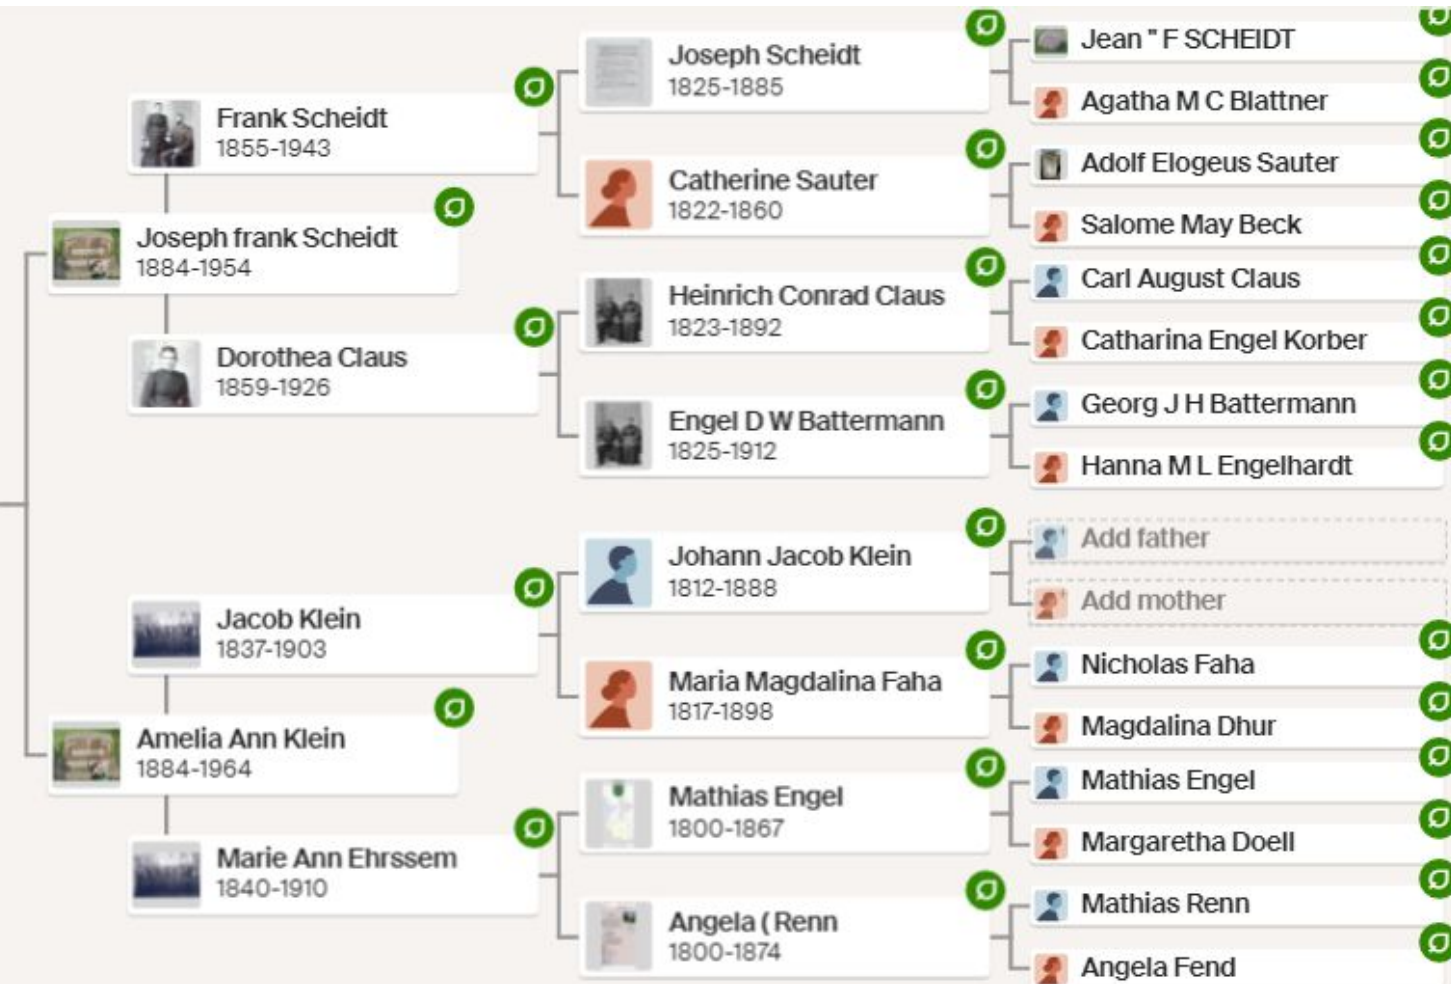 Frank Scheidt
1855-1943
Joseph frank Scheidt
1884-1954
Dorothea Claus
1859-1926
Jacob Klein
1837-1903
Amelia Ann Klein
1884-1964
Marie Ann Ehrssem
1840-1910
Joseph Scheidt
1825-1885
Catherine Sauter
1822-1860
Heinrich Conrad Claus
1823-1892
Engel D W Battermann
1825-1912
Johann Jacob Klein
1812-1888
Maria Magdalina Faha
1817-1898
Mathias Engel
1800-1867
Angela ( Renn
1800-1874
Jean " F SCHEIDT
Agatha M C Blattner
Adolf Elogeus Sauter
Salome May Beck
Carl August Claus
Catharina Engel Korber
Georg J H Battermann
Hanna M L Engelhardt
Add father
Add mother
Nicholas Faha
Magdalina Dhur
Mathias Engel
Margaretha Doell
Mathias Renn
Angela Fend